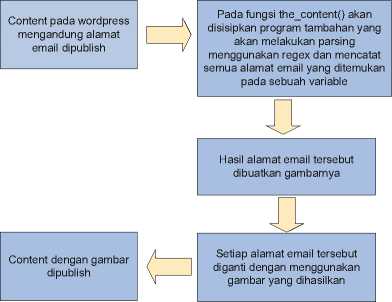 Content pada wordpress
mengandung alamat
email dipublish
Pada fungsi the_content() akan
disisipkan program tambahan yang
akan melakukan parsing
menggunakan regex dan mencatat
semua alamat email yang ditemukan
pada sebuah variable
Hasil alamat email tersebut
dibuatkan gambarnya
Setiap alamat email tersebut
diganti dengan menggunakan
gambar yang dihasilkan
Content dengan gambar
dipublish